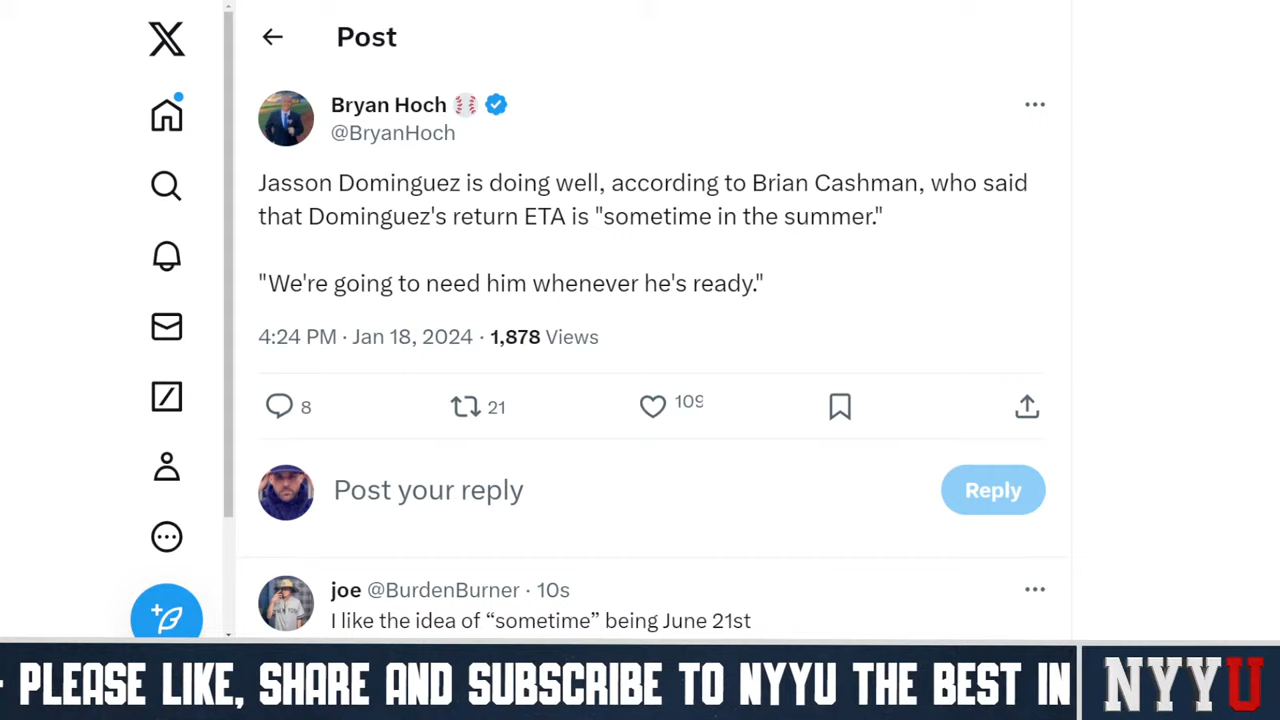 Post
Bryan Hoch
@BryanHoch
Jasson Dominguez is doing well, according to Brian Cashman, who said
that Dominguez's return ETA is "sometime in the summer."
"We're going to need him whenever he's ready."
4:24 PM · Jan 18, 2024 · 1,878 Views
8 21 109
Post your reply
Reply
joe @BurdenBurner · 10s
I like the idea of “sometime” being June 21st
PLEASE LIKE, SHARE AND SUBSCRIBE TO NYYU THE BEST IN
NYYU